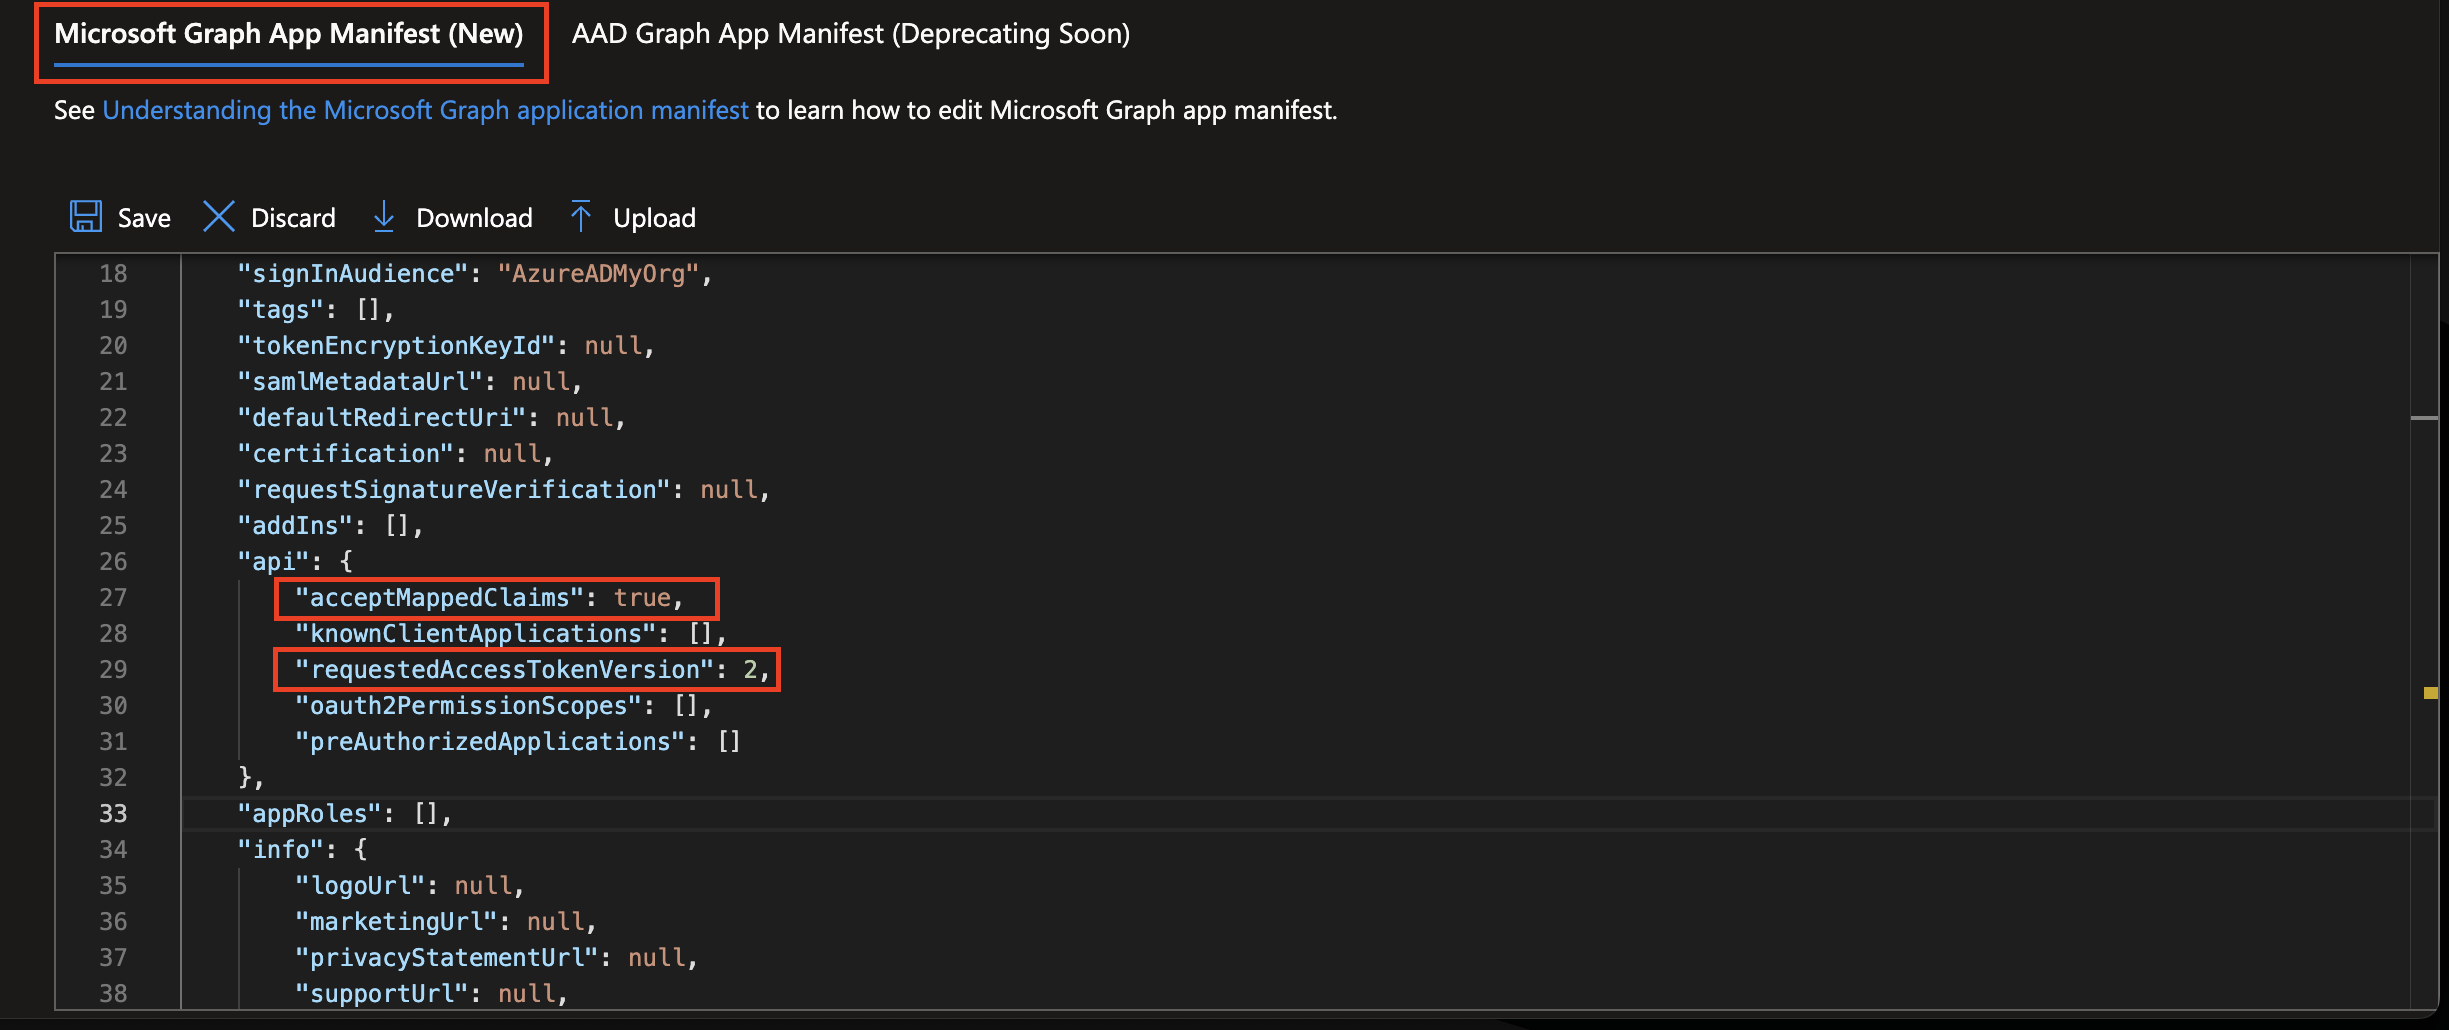 Microsoft Graph App Manifest (New) AAD Graph App Manifest (Deprecating Soon)
See Understanding the Microsoft Graph application manifest to learn how to edit Microsoft Graph app manifest.
Save Discard Download Upload
18 "signInAudience": "AzureADMyOrg",
19 "tags": [],
20 "tokenEncryptionKeyId": null,
21 "samlMetadataUrl": null,
22 "defaultRedirectUri": null,
23 "certification": null,
24 "requestSignatureVerification": null,
25 "addIns": [],
26 "api": {
27 "acceptMappedClaims": true,
28 "knownClientApplications": [],
29 "requestedAccessTokenVersion": 2,
30 "oauth2PermissionScopes": [],
31 "preAuthorizedApplications": []
32 },
33 "appRoles": [],
34 "info": {
35 "logoUrl": null,
36 "marketingUrl": null,
37 "privacyStatementUrl": null,
38 "supportUrl": null,